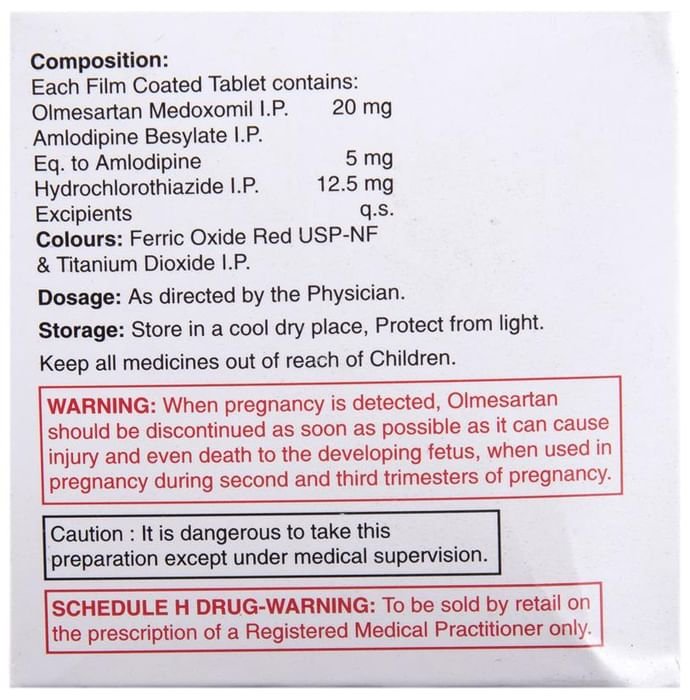 Composition:
Each Film Coated Tablet contains:
Olmesartan Medoxomil I.P. 20 mg
Amlodipine Besylate I.P.
Eq. to Amlodipine 5 mg
Hydrochlorothiazide I.P. 12.5 mg
Excipients q.s.
Colours: Ferric Oxide Red USP-NF
& Titanium Dioxide I.P.
Dosage: As directed by the Physician.
Storage: Store in a cool dry place, Protect from light.
Keep all medicines out of reach of Children.
WARNING: When pregnancy is detected, Olmesartan
should be discontinued as soon as possible as it can cause
injury and even death to the developing fetus, when used in
pregnancy during second and third trimesters of pregnancy.
Caution : It is dangerous to take this
preparation except under medical supervision.
SCHEDULE H DRUG-WARNING: To be sold by retail on
the prescription of a Registered Medical Practitioner only.